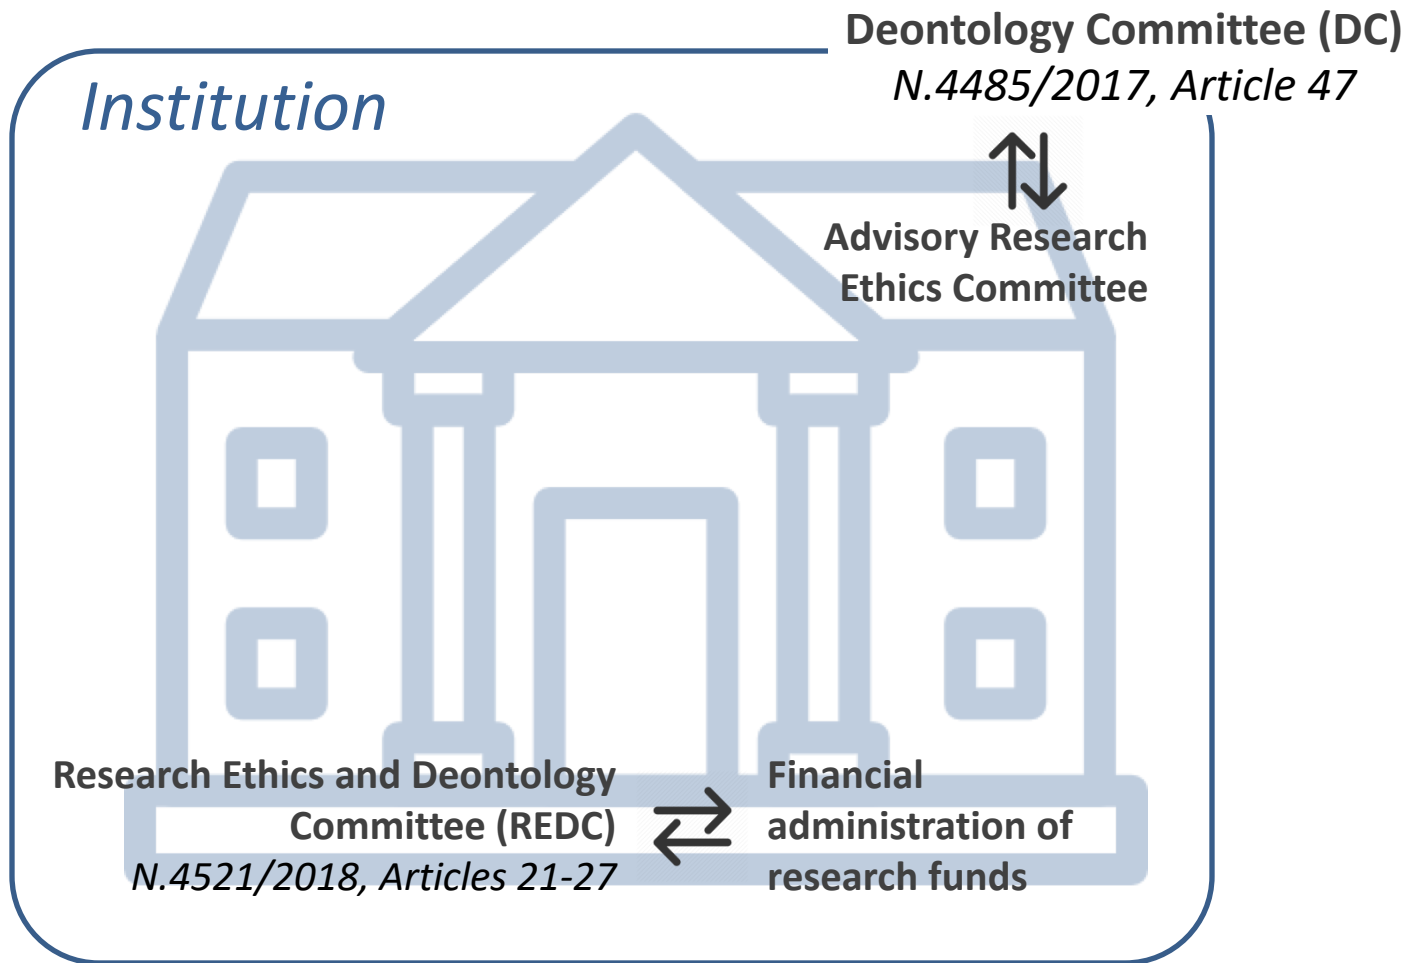 Deontology Committee (DC)
N.4485/2017, Article 47
Institution
Advisory Research
Ethics Committee
Research Ethics and Deontology
Committee (REDC)
N.4521/2018, Articles 21-27
Financial
administration of
research funds